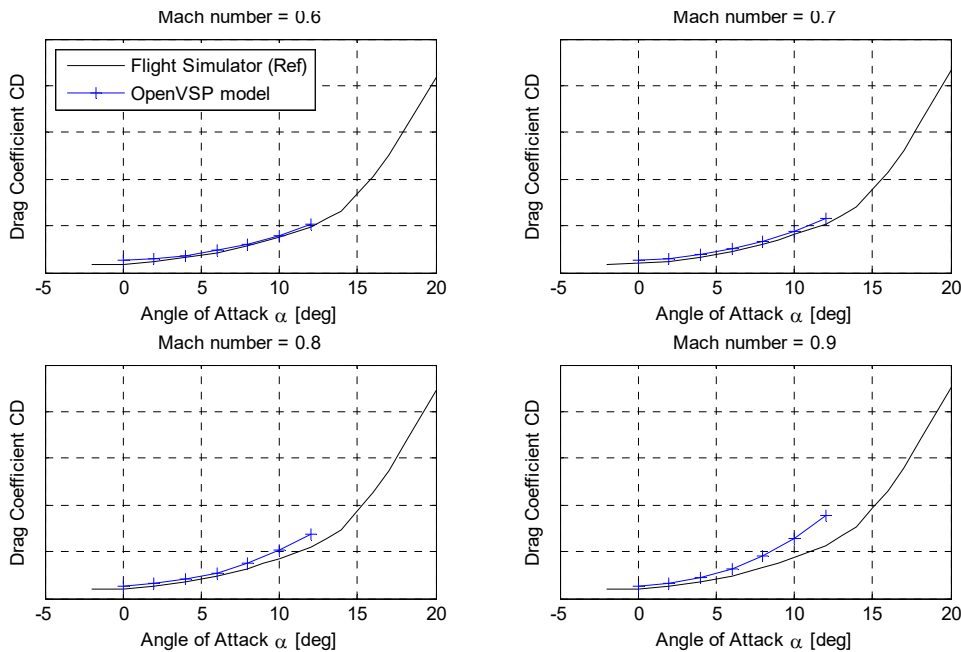 Mach number = 0.6
Mach number = 0.7
Flight Simulator (Ref)
OpenVSP model
Drag Coefficient CD
Drag Coefficient CD
-5 0 5 10 15 20
-5 0 5 10 15 20
Angle of Attack α [deg]
Angle of Attack α [deg]
Mach number = 0.8
Mach number = 0.9
Drag Coefficient CD
Drag Coefficient CD
-5 0 5 10 15 20
-5 0 5 10 15 20
Angle of Attack α [deg]
Angle of Attack α [deg]